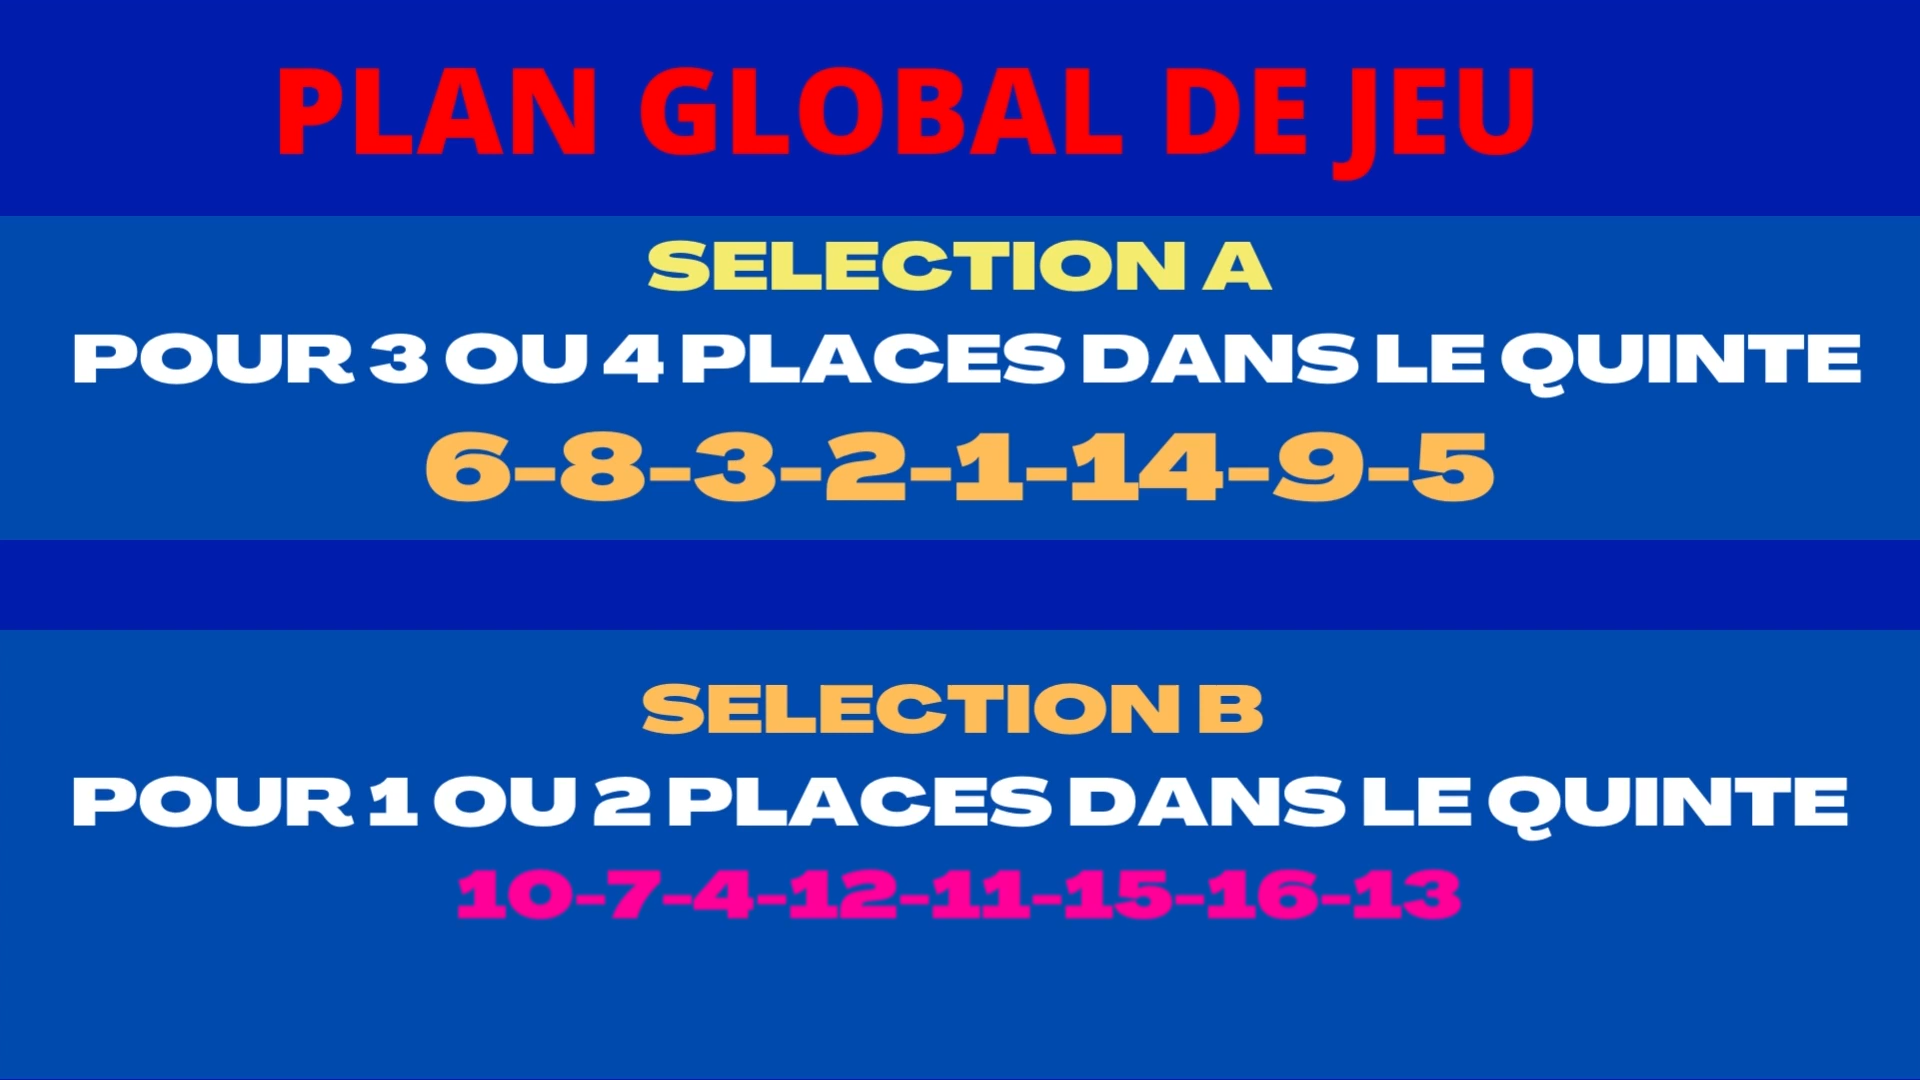 PLAN GLOBAL DE JEU
SELECTION A
POUR 3 OU 4 PLACES DANS LE QUINTE
6-8-3-2-1-14-9-5
SELECTION B
POUR 1 OU 2 PLACES DANS LE QUINTE
10-7-4-12-11-15-16-13